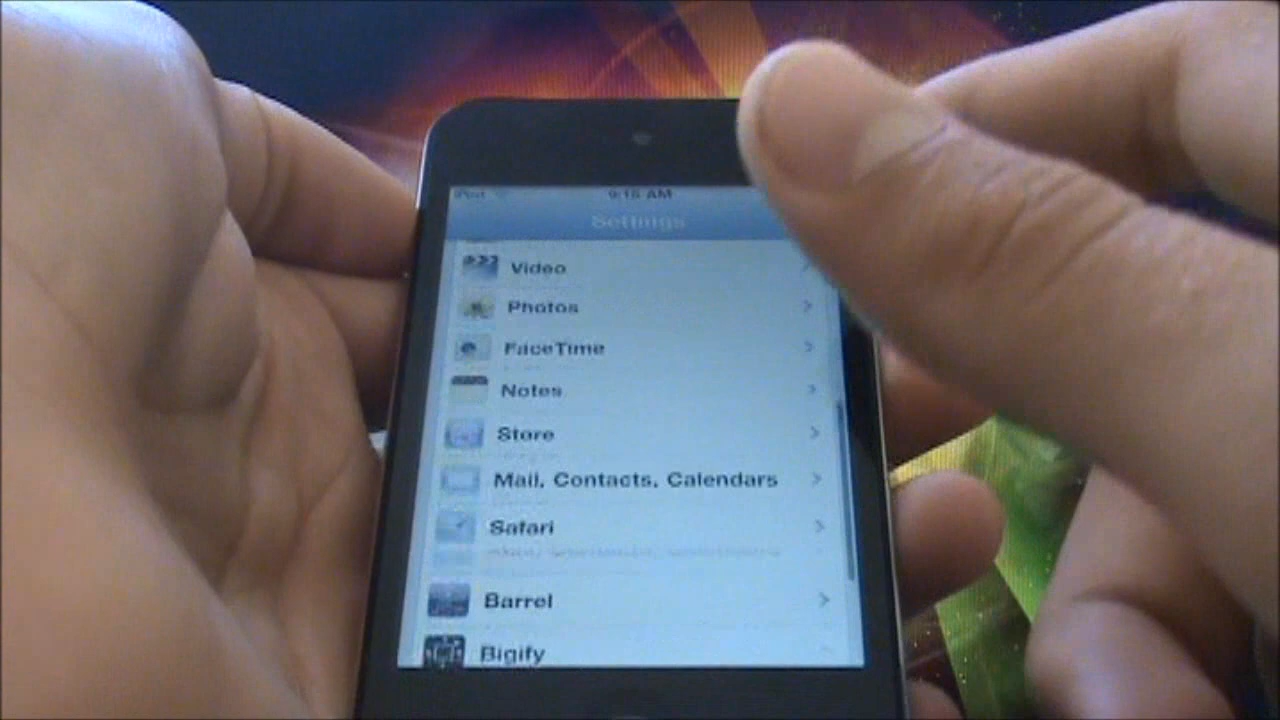 iPod 9:15 AM
Settings
Video
Photos
FaceTime
Notes
Store
Mail, Contacts, Calendars
Safari
Barrel
Bigify